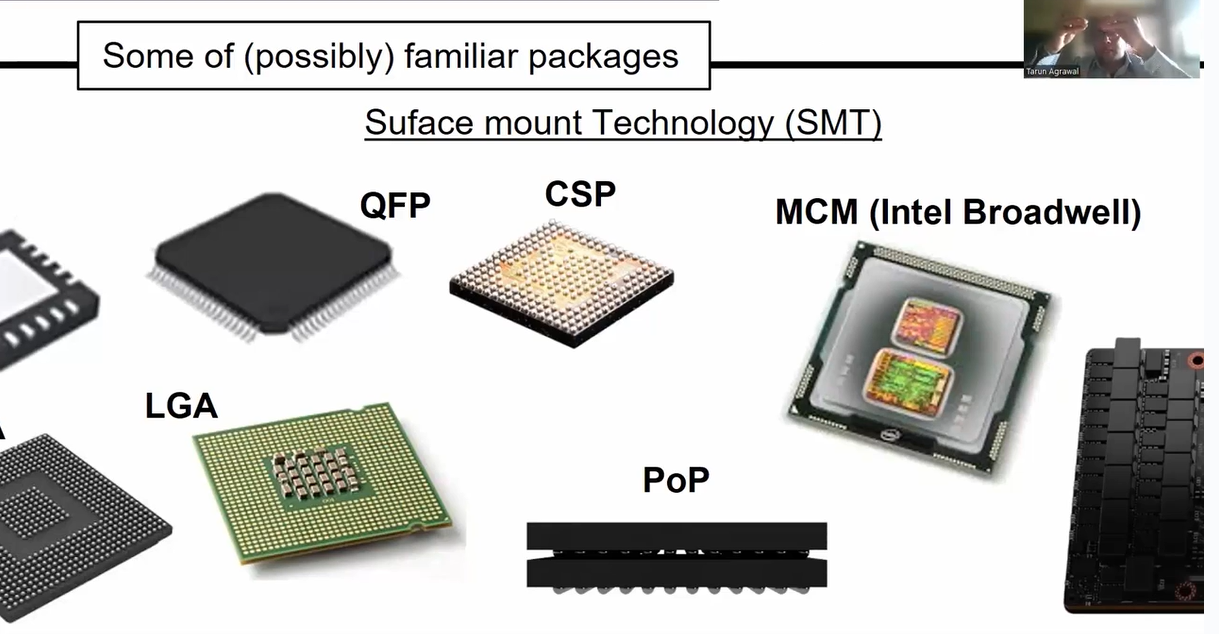 Some of (possibly) familiar packages
Tarun Agrawal
Suface mount Technology (SMT)
QFP
CSP
MCM (Intel Broadwell)
LGA
A
PoP